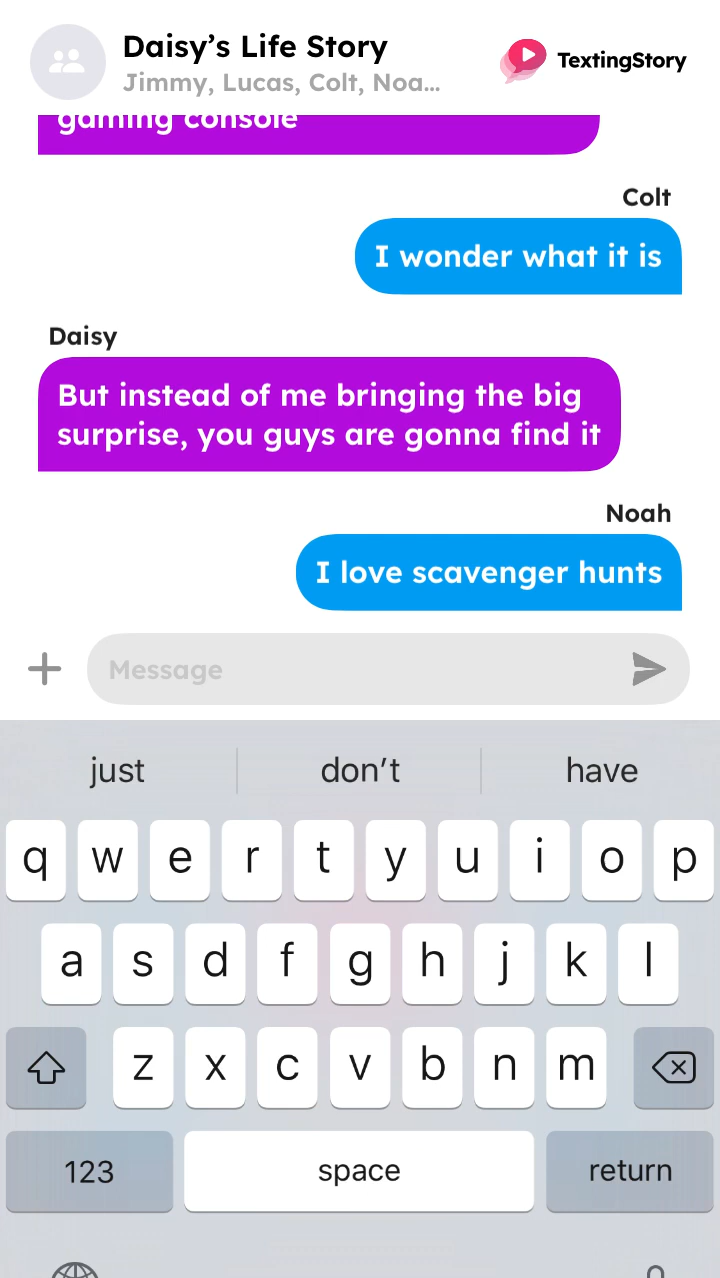 Daisy’s Life Story
Jimmy, Lucas, Colt, Noa...
TextingStory
gaming console
Colt
I wonder what it is
Daisy
But instead of me bringing the big
surprise, you guys are gonna find it
Noah
I love scavenger hunts
Message
just don’t have
q w e r t y u i o p
a s d f g h j k l
z x c v b n m
123 space return